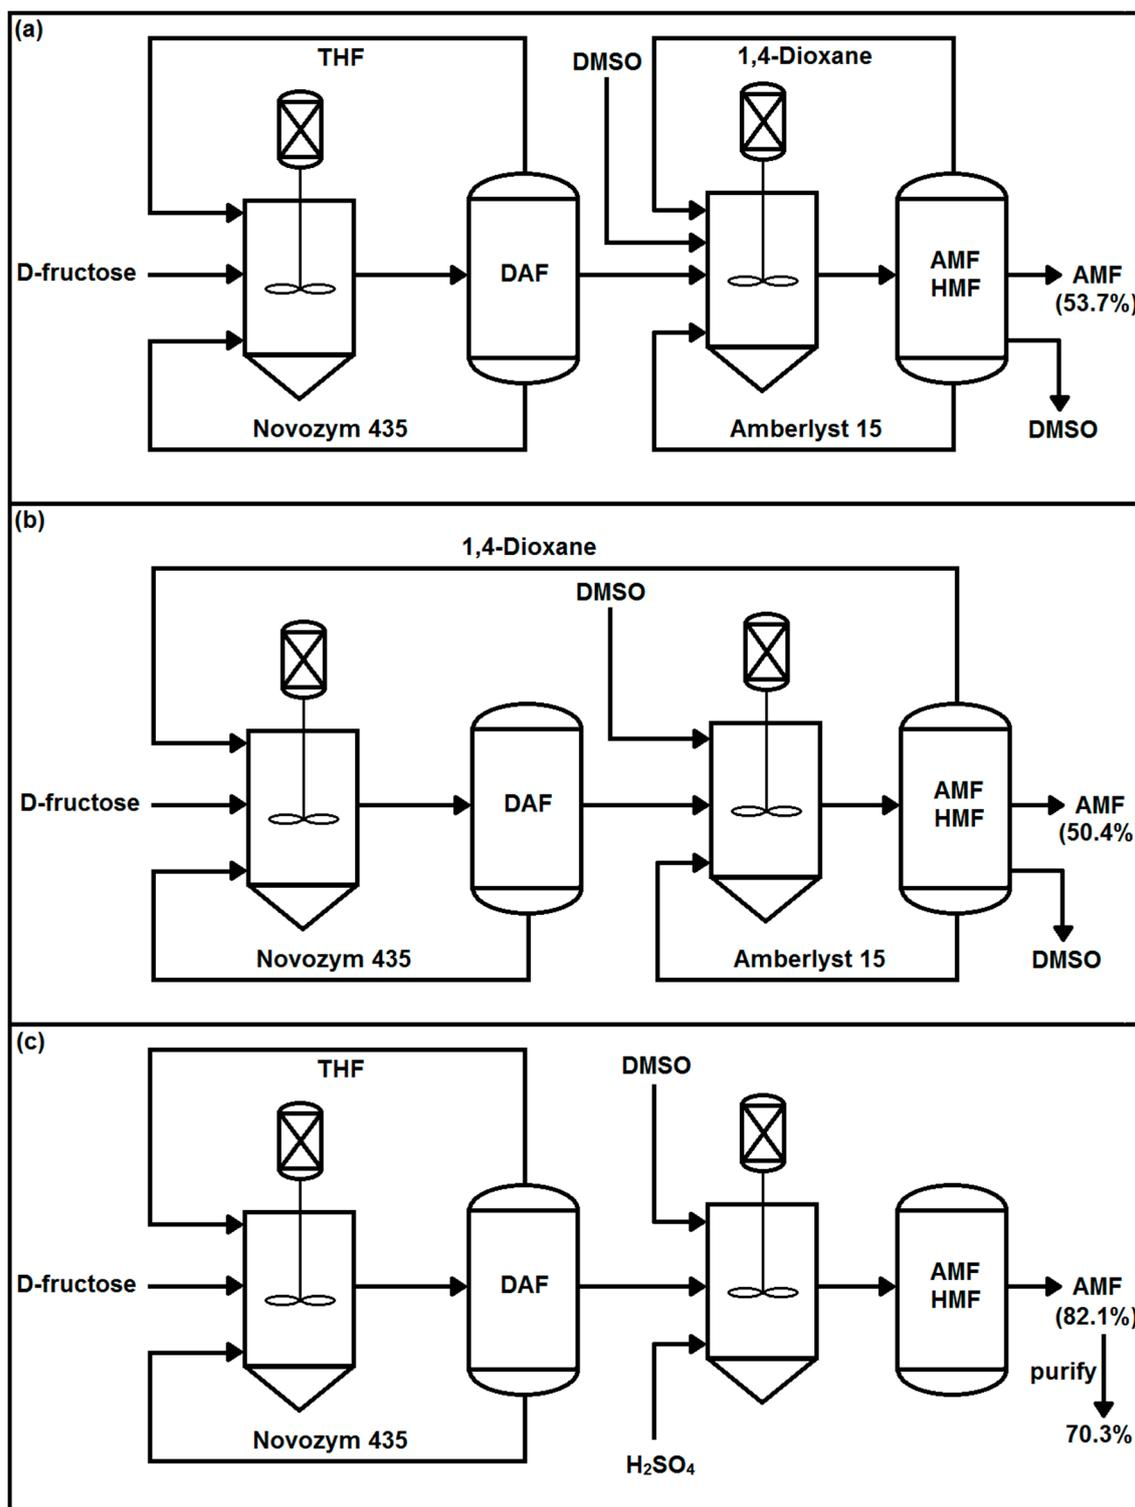 (a)
THF
DMSO
1,4-Dioxane
D-fructose
DAF
AMF
HMF
AMF
(53.7%)
Novozym 435
Amberlyst 15
DMSO
(b)
1,4-Dioxane
DMSO
D-fructose
DAF
AMF
HMF
AMF
(50.4%
Novozym 435
Amberlyst 15
DMSO
(c)
THF
DMSO
D-fructose
DAF
AMF
HMF
AMF
(82.1%)
purify
70.3%
Novozym 435
H₂SO₄